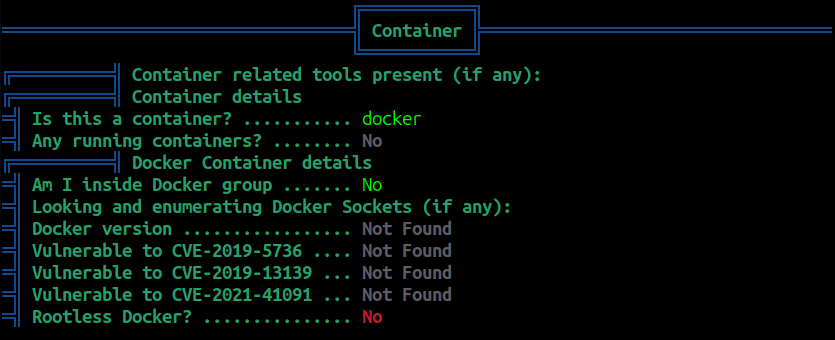 Container
Container related tools present (if any):
Container details
Is this a container? ........... docker
Any running containers? ........ No
Docker Container details
Am I inside Docker group ....... No
Looking and enumerating Docker Sockets (if any):
Docker version ................. Not Found
Vulnerable to CVE-2019-5736 .... Not Found
Vulnerable to CVE-2019-13139 ... Not Found
Vulnerable to CVE-2021-41091 ... Not Found
Rootless Docker? ............... No